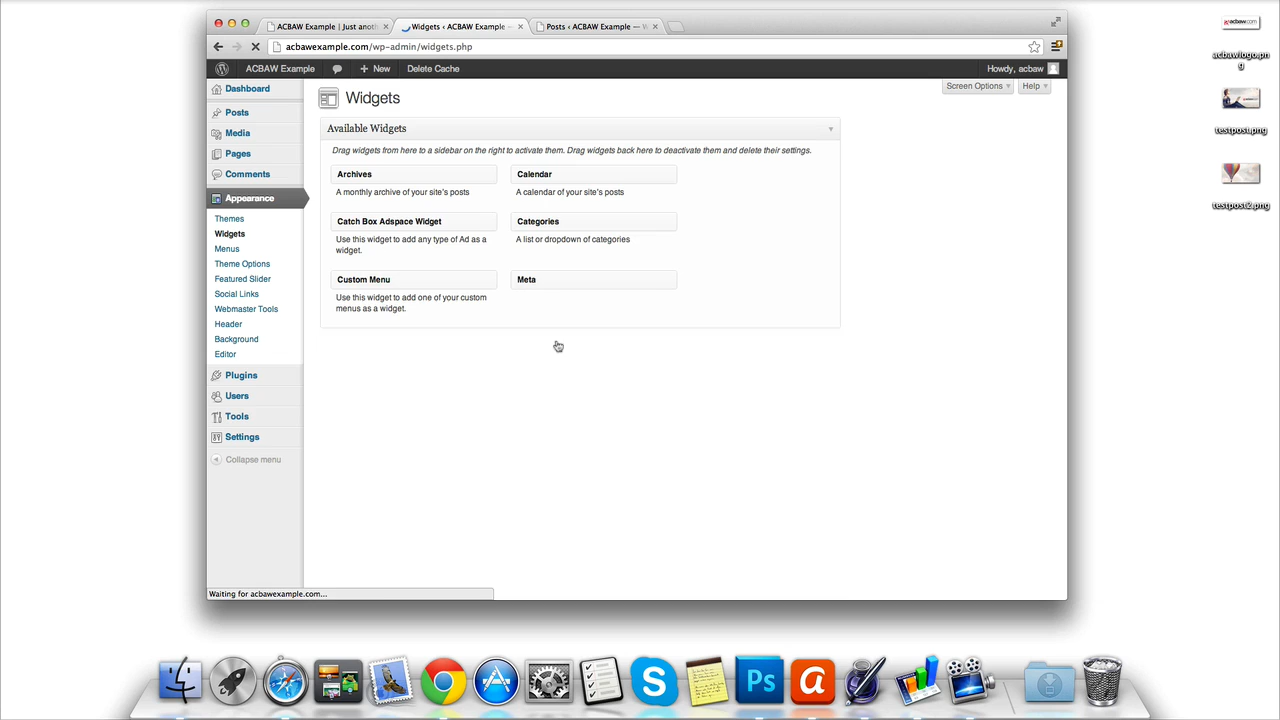 ACBAW Example | Just anoth
Widgets ‹ ACBAW Example —
Posts ‹ ACBAW Example — W
acbawexample.com/wp-admin/widgets.php
ACBAW Example
+ New
Delete Cache
Howdy, acbaw
Dashboard
Posts
Media
Pages
Comments
Appearance
Themes
Widgets
Menus
Theme Options
Featured Slider
Social Links
Webmaster Tools
Header
Background
Editor
Plugins
Users
Tools
Settings
Collapse menu
Screen Options
Help
Widgets
Available Widgets
Drag widgets from here to a sidebar on the right to activate them. Drag widgets back here to deactivate them and delete their settings.
Archives
A monthly archive of your site's posts
Calendar
A calendar of your site's posts
Catch Box Adspace Widget
Use this widget to add any type of Ad as a
widget.
Categories
A list or dropdown of categories
Custom Menu
Use this widget to add one of your custom
menus as a widget.
Meta
Waiting for acbawexample.com...
acbaw.com
acbawlogo.pn
g
testpost.png
testpost2.png
Ps
a